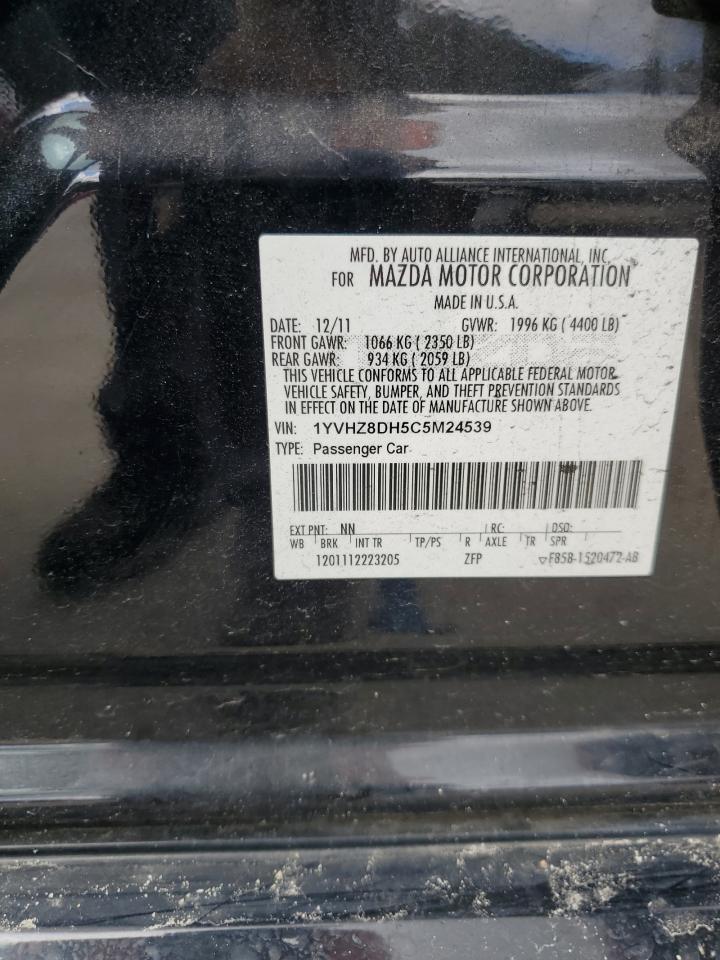 MFD. BY AUTO ALLIANCE INTERNATIONAL, INC.
FOR MAZDA MOTOR CORPORATION
MADE IN U.S.A.
DATE: 12/11 GVWR: 1996 KG ( 4400 LB)
FRONT GAWR: 1066 KG ( 2350 LB)
REAR GAWR: 934 KG ( 2059 LB)
THIS VEHICLE CONFORMS TO ALL APPLICABLE FEDERAL MOTOR
VEHICLE SAFETY, BUMPER, AND THEFT PREVENTION STANDARDS
IN EFFECT ON THE DATE OF MANUFACTURE SHOWN ABOVE.
VIN: 1YVHZ8DH5C5M24539
TYPE: Passenger Car
EXT PNT: NN RC: DSO:
WB BRK INT TR TP/PS R AXLE TR SPR
1201112223205 ZFP F85B-1520472-AB